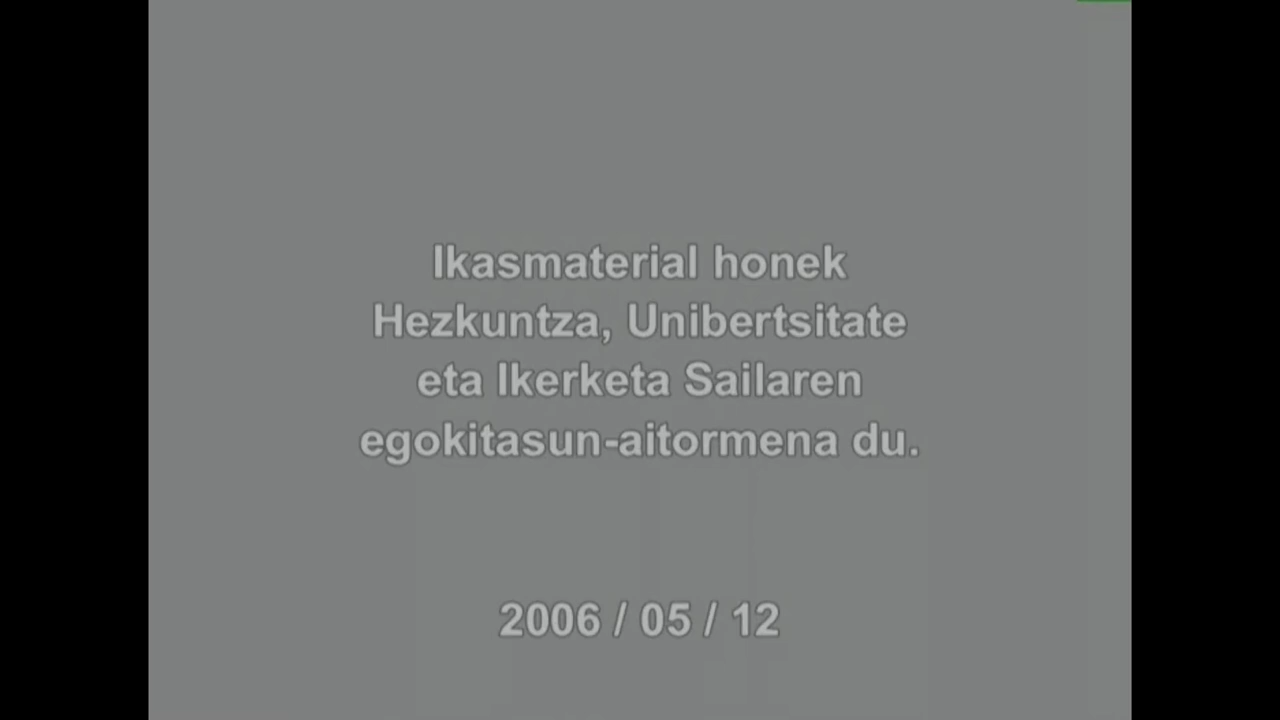 Ikasmaterial honek
Hezkuntza, Unibertsitate
eta Ikerketa Sailaren
egokitasun-aitormena du.
2006 / 05 / 12